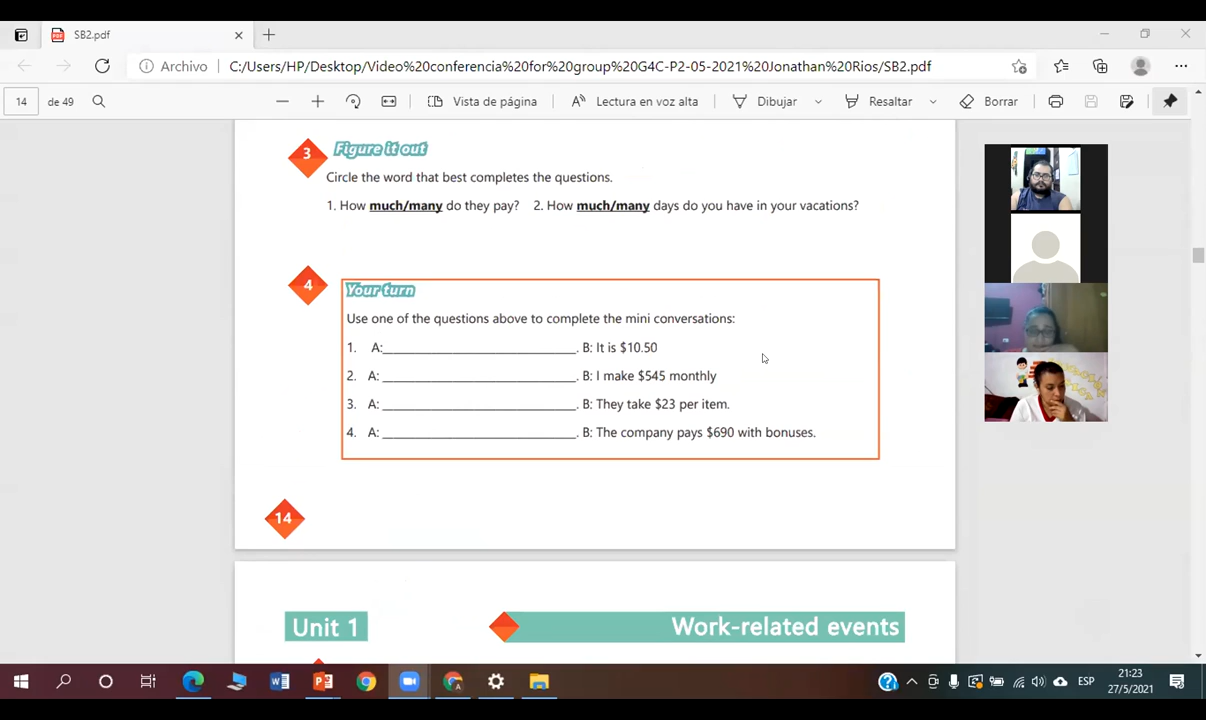 SB2.pdf
Archivo
C:/Users/HP/Desktop/Video%20conferencia%20for%20group%20G4C-P2-05-2021%20Jonathan%20Rios/SB2.pdf
14 de 49
Vista de página
Lectura en voz alta
Dibujar
Resaltar
Borrar
3 Figure it out
Circle the word that best completes the questions.
1. How much/many do they pay? 2. How much/many days do you have in your vacations?
4 Your turn
Use one of the questions above to complete the mini conversations:
1. A:___________________________. B: It is $10.50
2. A: ___________________________. B: I make $545 monthly
3. A: ___________________________. B: They take $23 per item.
4. A: ___________________________. B: The company pays $690 with bonuses.
14
Unit 1
Work-related events
ESP
21:23
27/5/2021